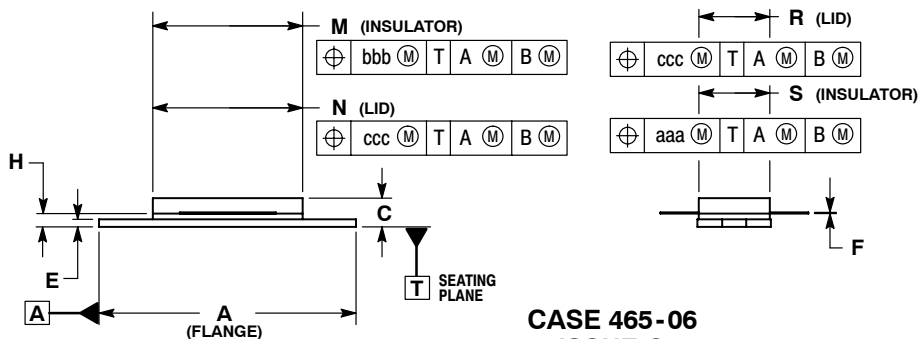 M (INSULATOR)
⌖ bbb Ⓜ T A Ⓜ B Ⓜ
N (LID)
⌖ ccc Ⓜ T A Ⓜ B Ⓜ
R (LID)
⌖ ccc Ⓜ T A Ⓜ B Ⓜ
S (INSULATOR)
⌖ aaa Ⓜ T A Ⓜ B Ⓜ
H
C
E
F
T SEATING
PLANE
A
A
(FLANGE)
CASE 465-06